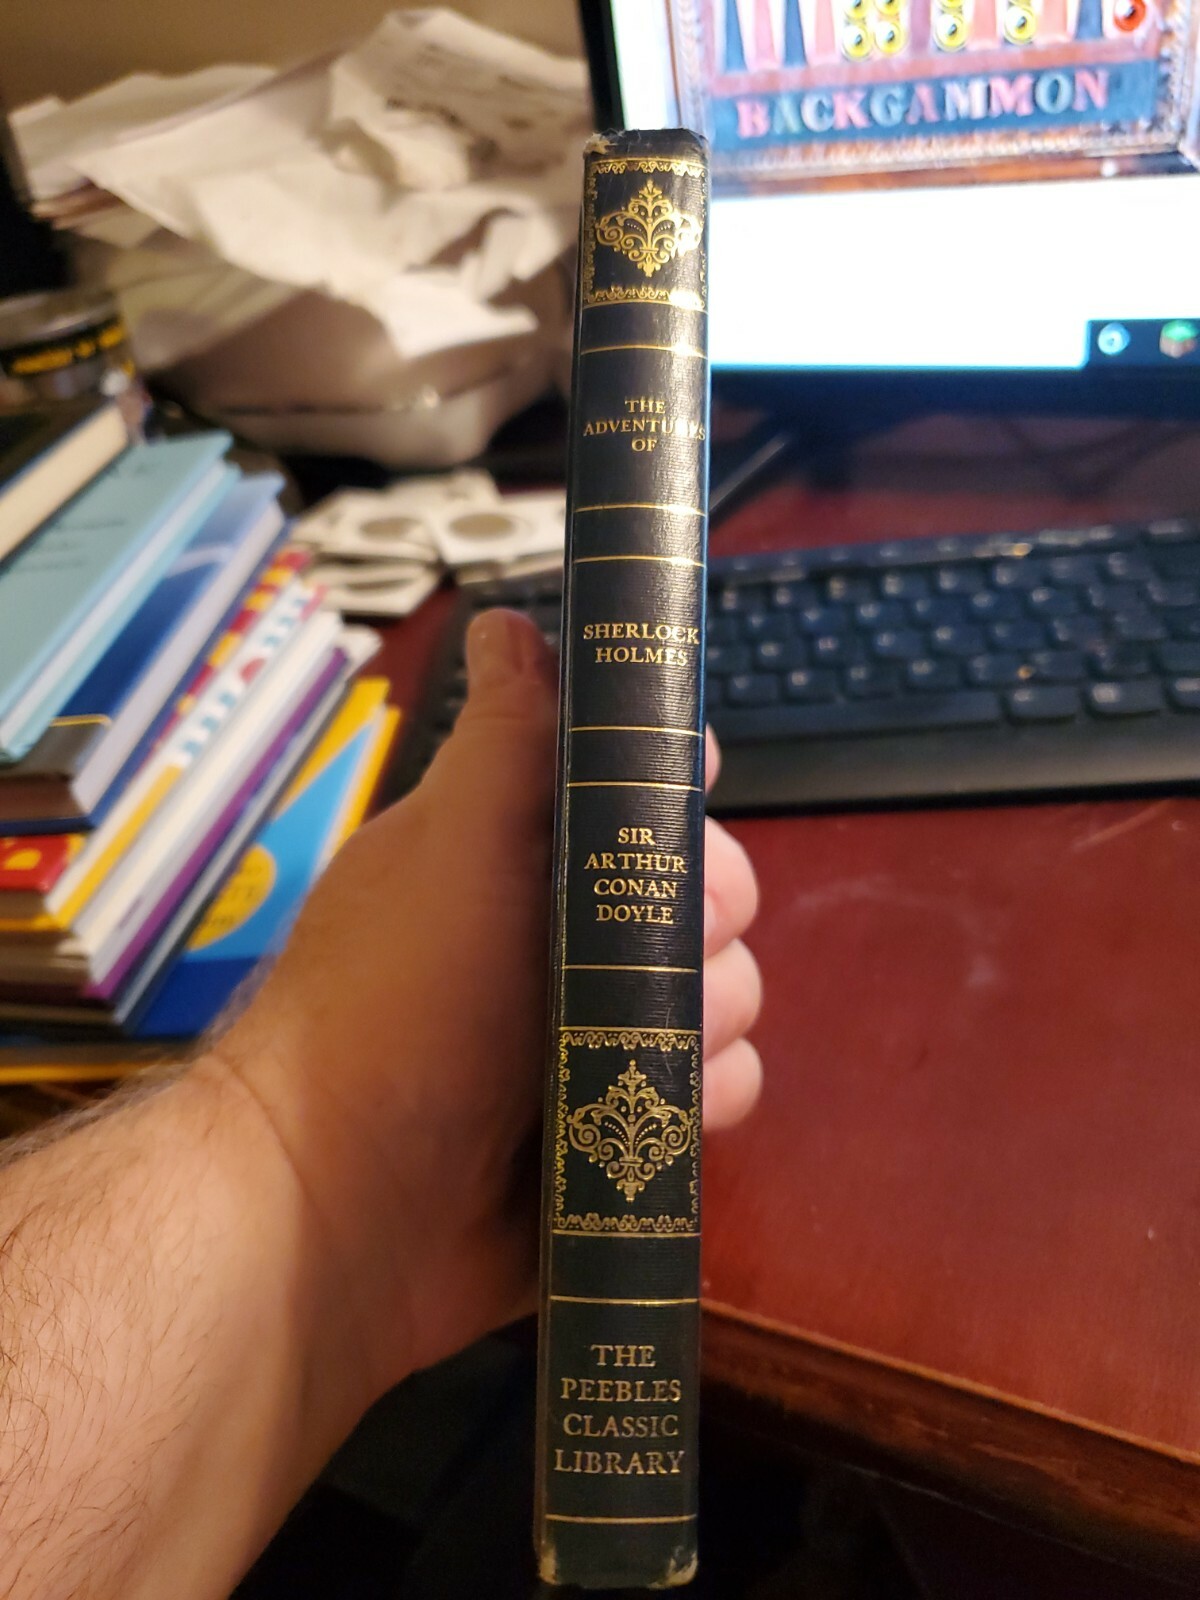 BACKGAMMON
THE
ADVENTURES
OF
SHERLOCK
HOLMES
SIR
ARTHUR
CONAN
DOYLE
THE
PEEBLES
CLASSIC
LIBRARY